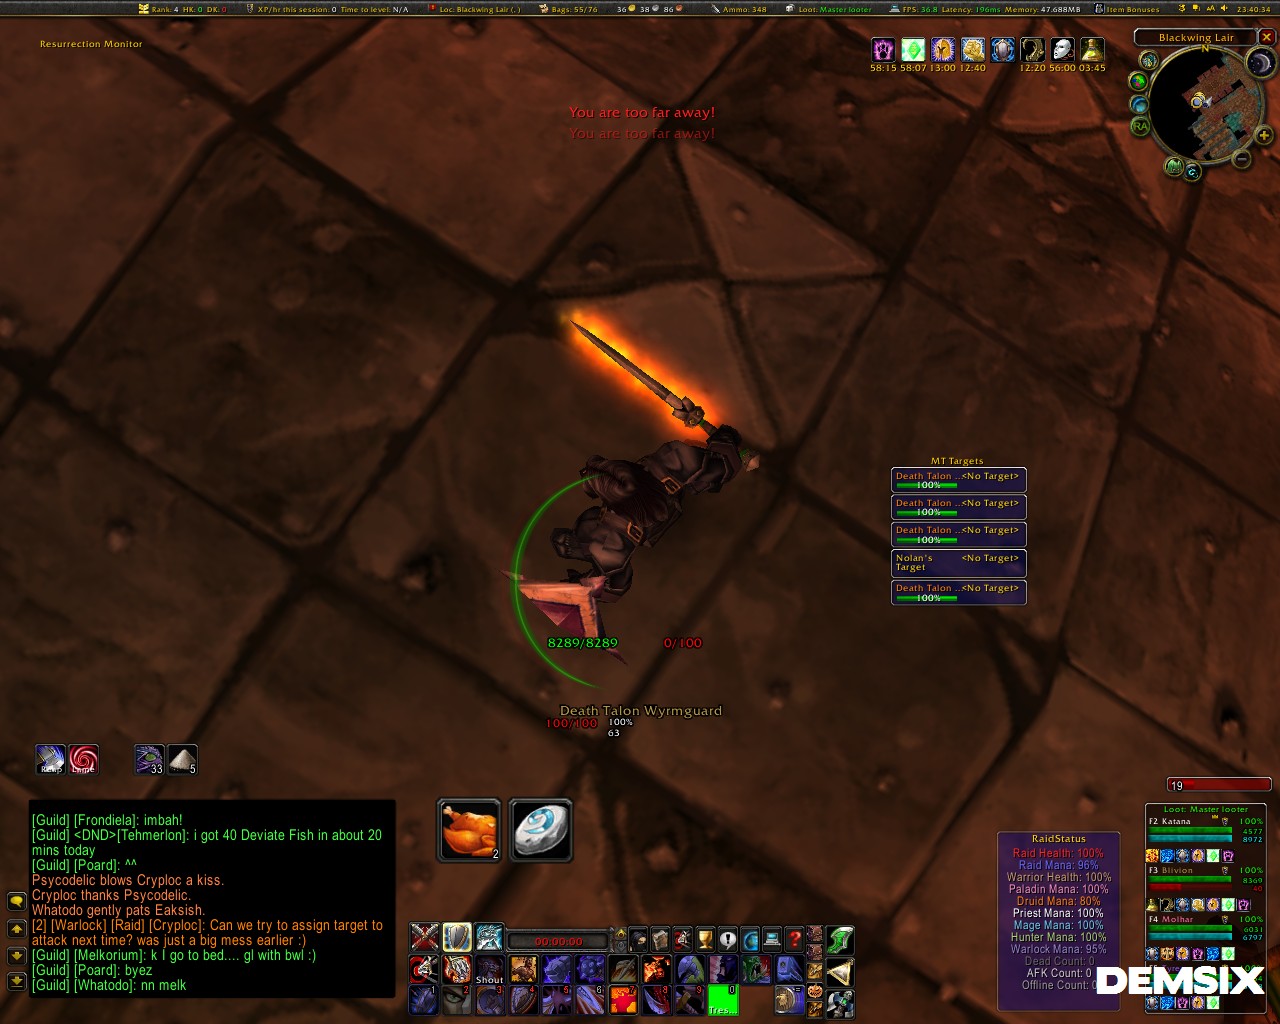 Rank: 4 HK: 0 DK: 0 XP/hr this session: 0 Time to level: N/A Loc: Blackwing Lair (, ) Bags: 55/76 36 38 86 Ammo: 348 Loot: Master looter FPS: 36.8 Latency: 196ms Memory: 47.688MB Item Bonuses 23:40:34
Resurrection Monitor
Blackwing Lair
N
58:15 58:07 13:00 12:40 12:20 56:00 03:45
RA
You are too far away!
You are too far away!
MT Targets
Death Talon ...<No Target>
100%
Death Talon ...<No Target>
100%
Death Talon ...<No Target>
100%
Nolan's Target <No Target>
Death Talon ...<No Target>
100%
8289/8289 0/100
Death Talon Wyrmguard
100/100 100%
63
33 5
[Guild] [Frondiela]: imbah!
[Guild] <DND>[Tehmerlon]: i got 40 Deviate Fish in about 20
mins today
[Guild] [Poard]: ^^
Psycodelic blows Cryploc a kiss.
Cryploc thanks Psycodelic.
Whatodo gently pats Eaksish.
[2] [Warlock] [Raid] [Cryploc]: Can we try to assign target to
attack next time? was just a big mess earlier :)
[Guild] [Melkorium]: k I go to bed.... gl with bwl :)
[Guild] [Poard]: byez
[Guild] [Whatodo]: nn melk
2
00:00:00
Shout
2 3 4 5 6 7 8 9 0 =
Tres...
RaidStatus
Raid Health: 100%
Raid Mana: 96%
Warrior Health: 100%
Paladin Mana: 100%
Druid Mana: 80%
Priest Mana: 100%
Mage Mana: 100%
Hunter Mana: 100%
Warlock Mana: 95%
Dead Count: 0
AFK Count: 0
Offline Count: 0
19
Loot: Master looter
F2 Katana 100%
4577
8972
F3 Blivion 100%
8369
40
F4 Molhar 100%
6031
6797
DEMSIX